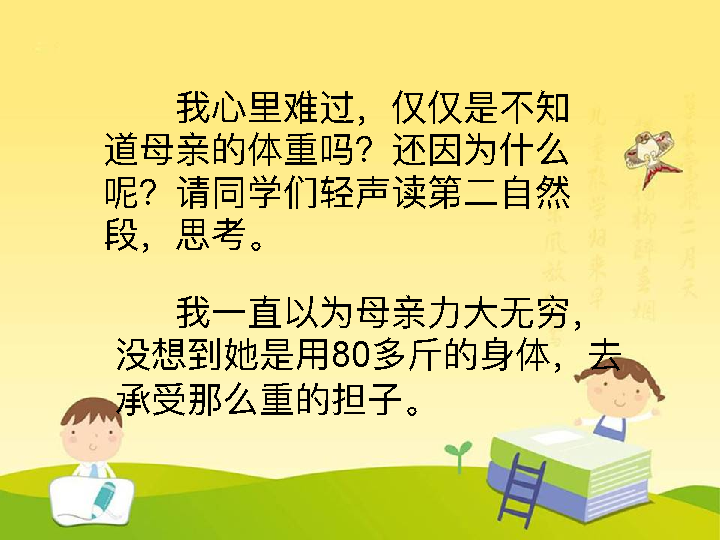 我心里难过，仅仅是不知
道母亲的体重吗？还因为什么
呢？请同学们轻声读第二自然
段，思考。
我一直以为母亲力大无穷，
没想到她是用80多斤的身体，去
承受那么重的担子。